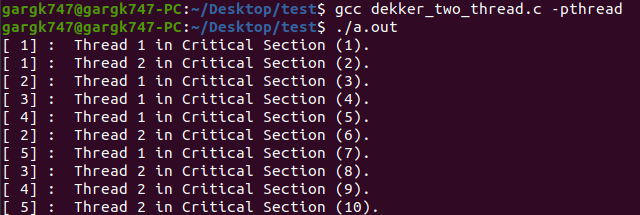 gargk747@gargk747-PC:~/Desktop/test$ gcc dekker_two_thread.c -pthread
gargk747@gargk747-PC:~/Desktop/test$ ./a.out
[ 1] :  Thread 1 in Critical Section (1).
[ 1] :  Thread 2 in Critical Section (2).
[ 2] :  Thread 1 in Critical Section (3).
[ 3] :  Thread 1 in Critical Section (4).
[ 4] :  Thread 1 in Critical Section (5).
[ 2] :  Thread 2 in Critical Section (6).
[ 5] :  Thread 1 in Critical Section (7).
[ 3] :  Thread 2 in Critical Section (8).
[ 4] :  Thread 2 in Critical Section (9).
[ 5] :  Thread 2 in Critical Section (10).